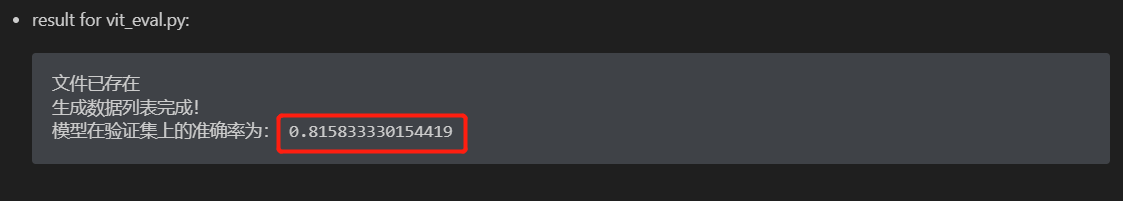 result for vit_eval.py:
文件已存在
生成数据列表完成！
模型在验证集上的准确率为： 0.815833330154419